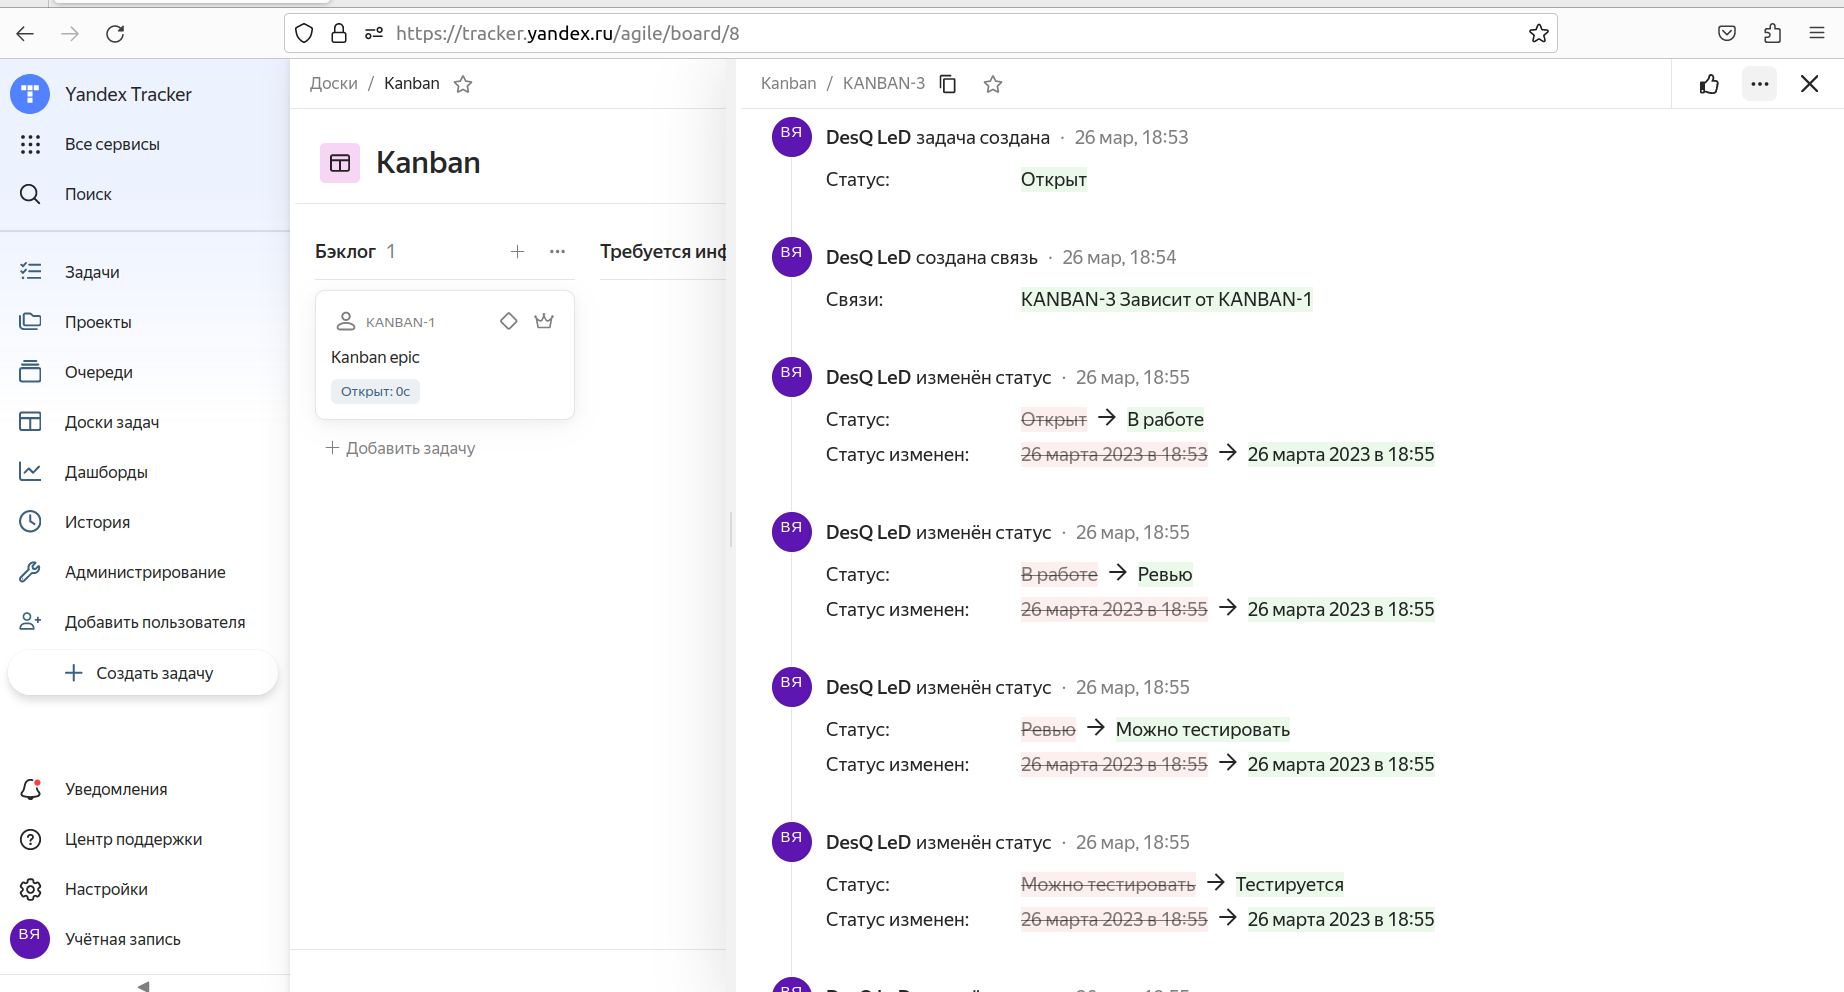 https://tracker.yandex.ru/agile/board/8
Yandex Tracker
Все сервисы
Поиск
Задачи
Проекты
Очереди
Доски задач
Дашборды
История
Администрирование
Добавить пользователя
Создать задачу
Уведомления
Центр поддержки
Настройки
ВЯ Учётная запись
Доски / Kanban
Kanban
Бэклог 1
Требуется инф
KANBAN-1
Kanban epic
Открыт: 0с
Добавить задачу
Kanban / KANBAN-3
ВЯ DesQ LeD задача создана · 26 мар, 18:53
Статус: Открыт
ВЯ DesQ LeD создана связь · 26 мар, 18:54
Связи: KANBAN-3 Зависит от KANBAN-1
ВЯ DesQ LeD изменён статус · 26 мар, 18:55
Статус: Открыт → В работе
Статус изменен: 26 марта 2023 в 18:53 → 26 марта 2023 в 18:55
ВЯ DesQ LeD изменён статус · 26 мар, 18:55
Статус: В работе → Ревью
Статус изменен: 26 марта 2023 в 18:55 → 26 марта 2023 в 18:55
ВЯ DesQ LeD изменён статус · 26 мар, 18:55
Статус: Ревью → Можно тестировать
Статус изменен: 26 марта 2023 в 18:55 → 26 марта 2023 в 18:55
ВЯ DesQ LeD изменён статус · 26 мар, 18:55
Статус: Можно тестировать → Тестируется
Статус изменен: 26 марта 2023 в 18:55 → 26 марта 2023 в 18:55